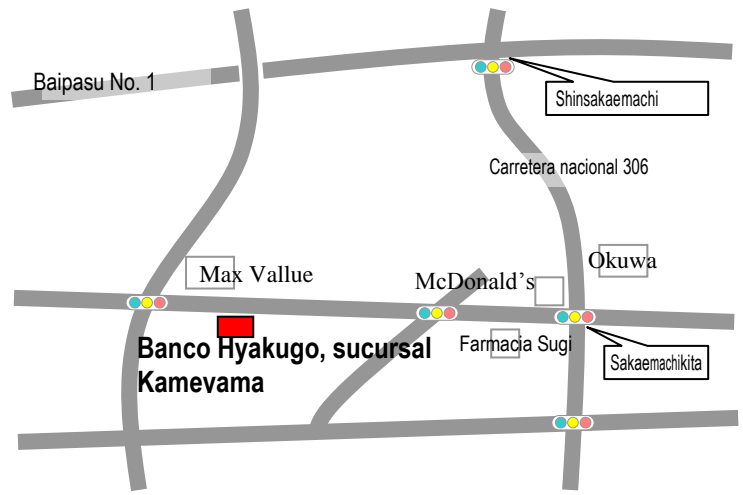 Baipasu No. 1
Shinsakaemachi
Carretera nacional 306
Okuwa
Max Vallue
McDonald's
Farmacia Sugi
Banco Hyakugo, sucursal
Kameyama
Sakaemachikita